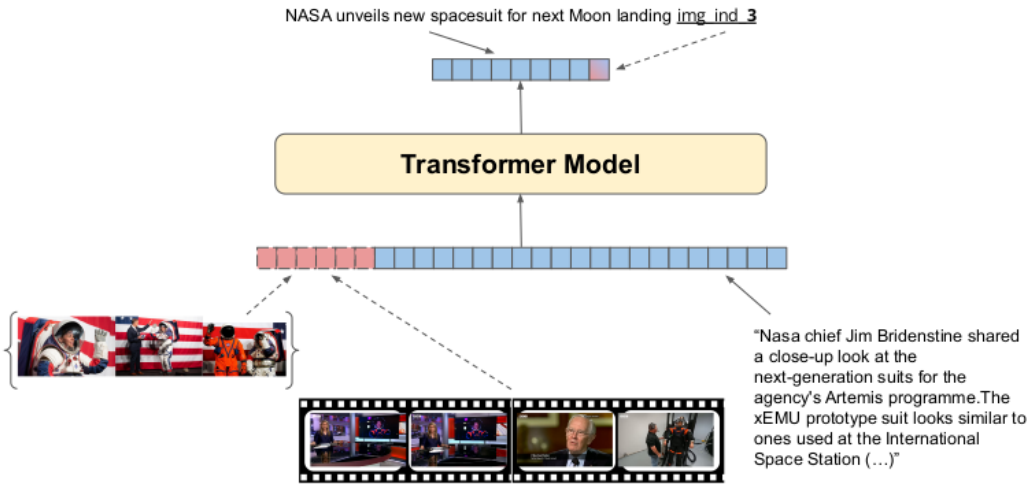 NASA unveils new spacesuit for next Moon landing img_ind_3
Transformer Model
“Nasa chief Jim Bridenstine shared
a close-up look at the
next-generation suits for the
agency's Artemis programme.The
xEMU prototype suit looks similar to
ones used at the International
Space Station (…)”